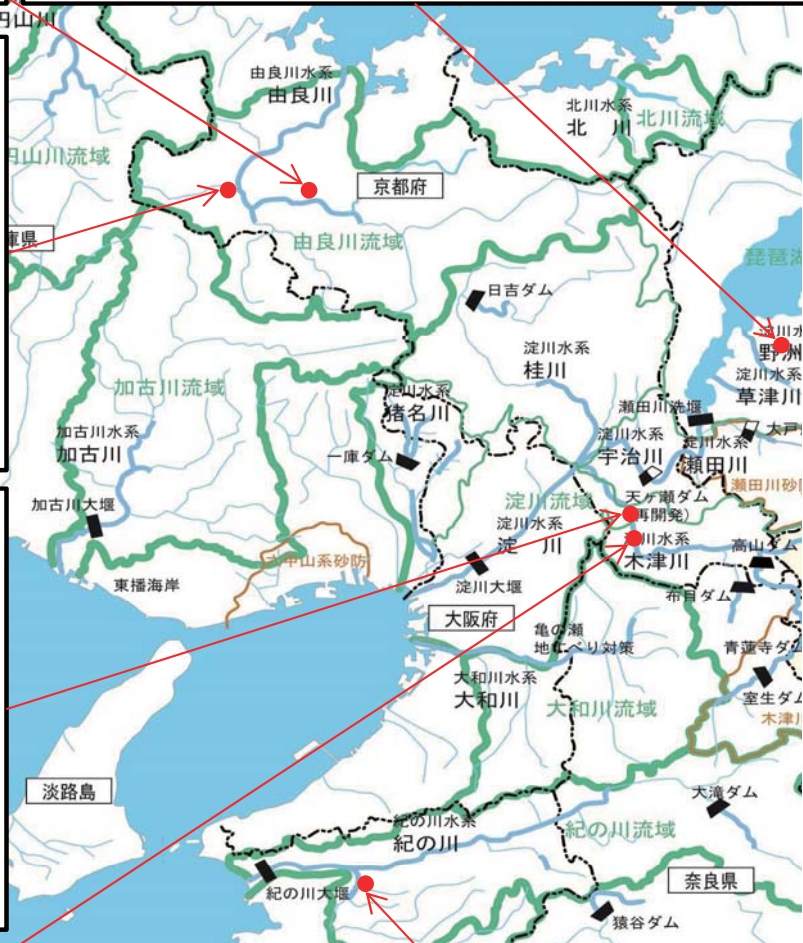 円山川
由良川水系
由良川
北川水系
北 川
北川流域
円山川流域
京都府
庫県
由良川流域
琵琶湖
日吉ダム
淀川水
野洲
淀川水系
桂川
淀川水系
草津川
加古川流域
淀川水系
猪名川
瀬田川洗堰
加古川水系
加古川
淀川水系
宇治川
大戸
淀川水系
瀬田川
一庫ダム
瀬田川砂防
加古川大堰
淀川流域
天ヶ瀬ダム
(再開発)
淀川水系
淀 川
淀川水系
木津川
高山ダム
六甲山系砂防
東播海岸
淀川大堰
布目ダム
大阪府
亀の瀬
地すべり対策
青蓮寺ダム
大和川水系
大和川
大和川流域
室生ダム
木津川
淡路島
大滝ダム
紀の川水系
紀の川
紀の川流域
紀の川大堰
奈良県
猿谷ダム